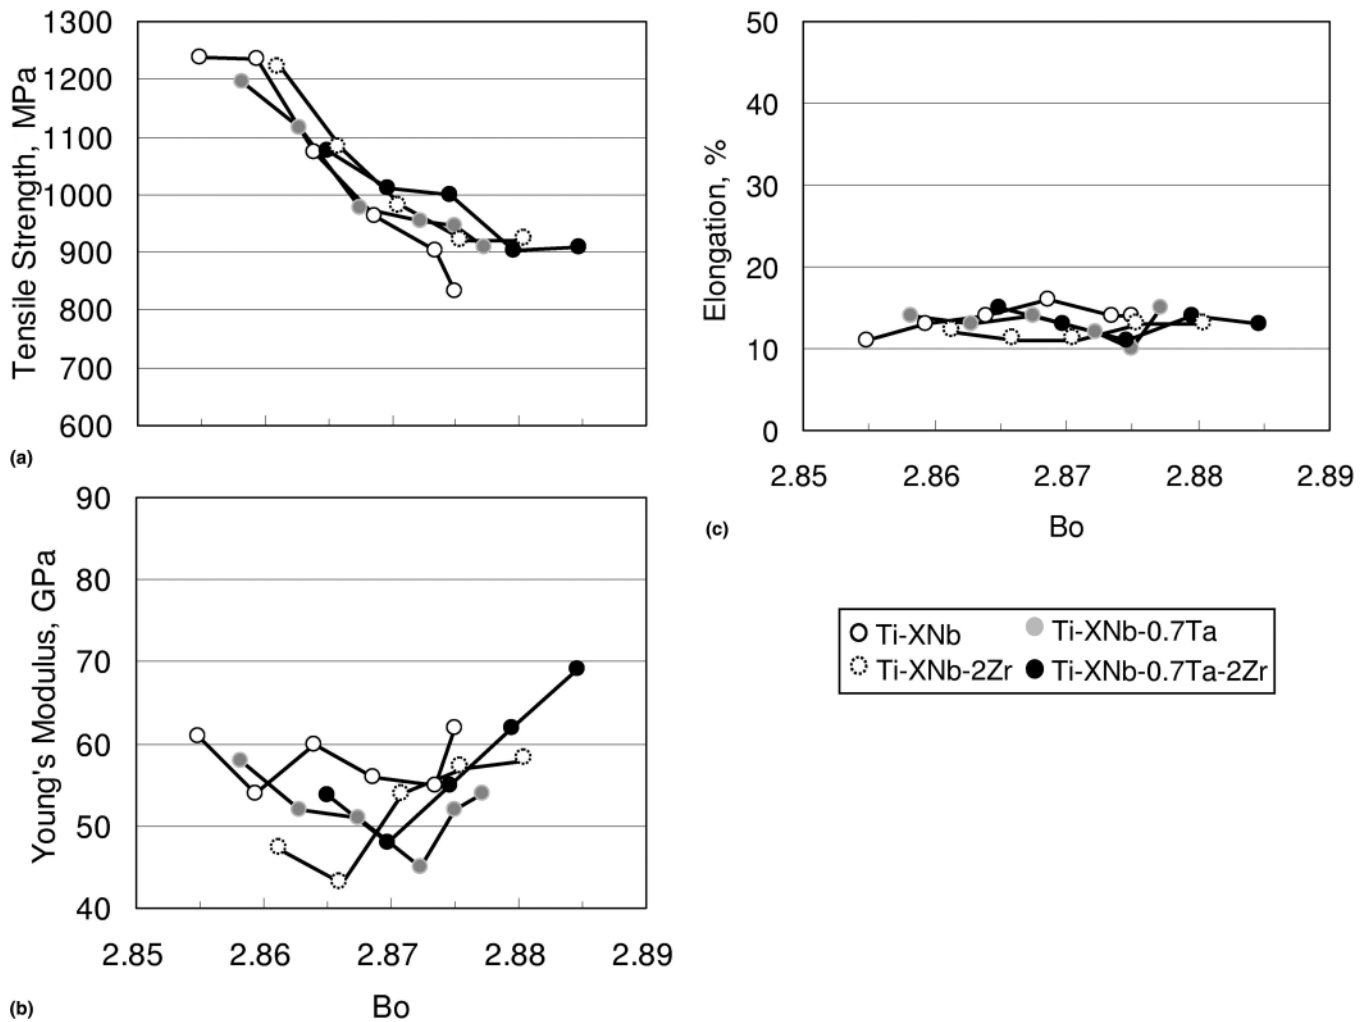 1300
1200
1100
1000
900
800
700
600
Tensile Strength, MPa
(a)
90
80
70
60
50
40
Young's Modulus, GPa
2.85 2.86 2.87 2.88 2.89
Bo
(b)
50
40
30
20
10
0
Elongation, %
2.85 2.86 2.87 2.88 2.89
Bo
(c)
Ti-XNb Ti-XNb-0.7Ta
Ti-XNb-2Zr Ti-XNb-0.7Ta-2Zr